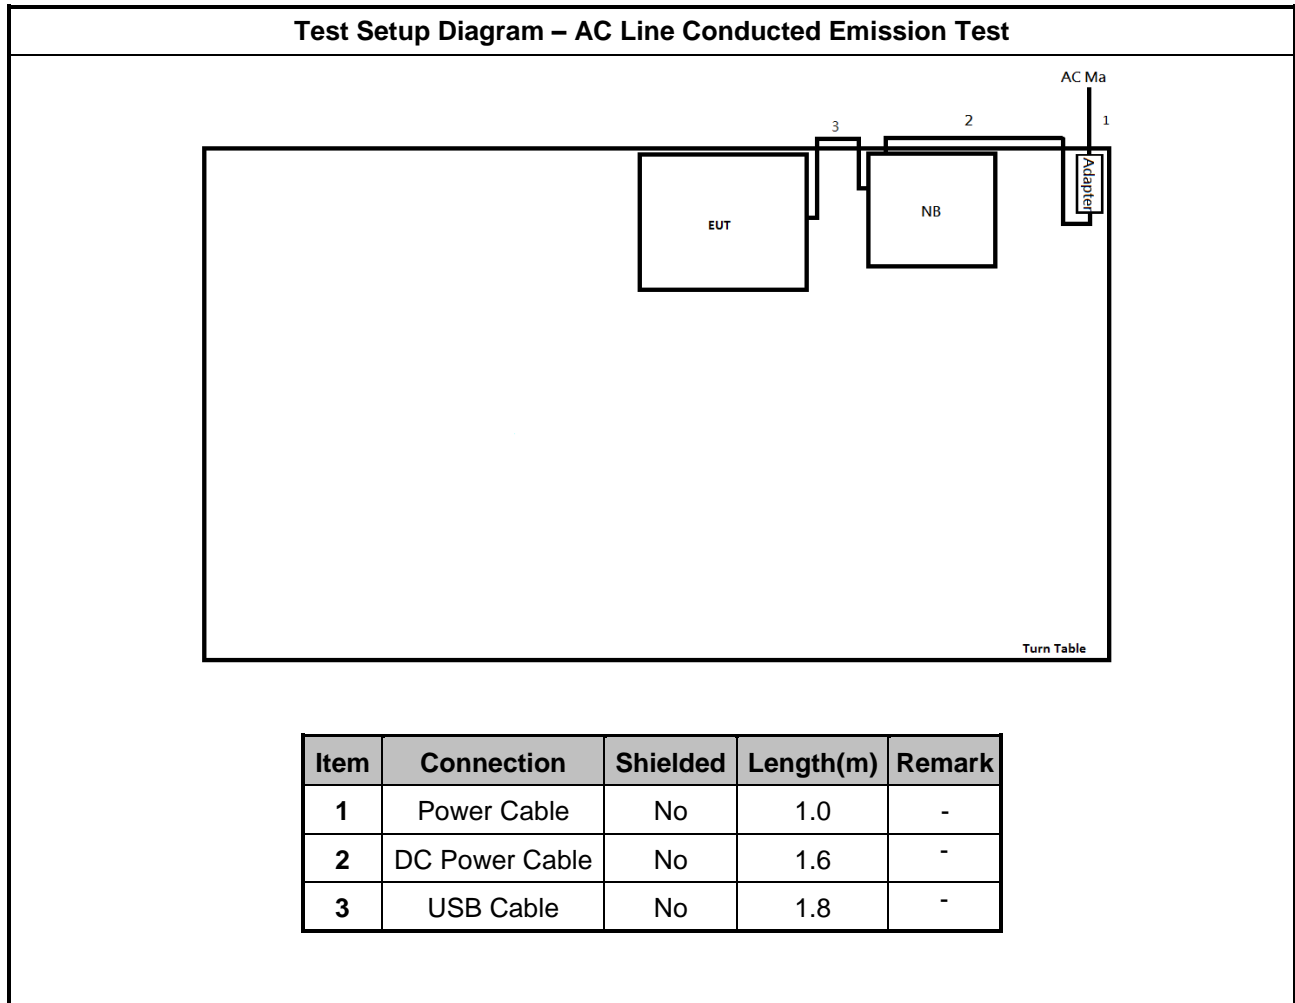 Test Setup Diagram – AC Line Conducted Emission Test
AC Ma
3 2 1
Adapter
EUT NB
Turn Table
Item Connection Shielded Length(m) Remark
1 Power Cable No 1.0 -
2 DC Power Cable No 1.6 -
3 USB Cable No 1.8 -